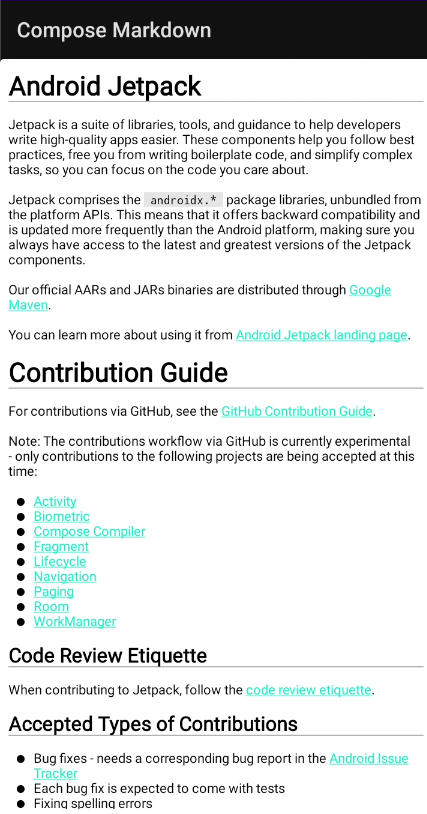 Compose Markdown
Android Jetpack
Jetpack is a suite of libraries, tools, and guidance to help developers
write high-quality apps easier. These components help you follow best
practices, free you from writing boilerplate code, and simplify complex
tasks, so you can focus on the code you care about.
Jetpack comprises the androidx.* package libraries, unbundled from
the platform APIs. This means that it offers backward compatibility and
is updated more frequently than the Android platform, making sure you
always have access to the latest and greatest versions of the Jetpack
components.
Our official AARs and JARs binaries are distributed through Google
Maven.
You can learn more about using it from Android Jetpack landing page.
Contribution Guide
For contributions via GitHub, see the GitHub Contribution Guide.
Note: The contributions workflow via GitHub is currently experimental
- only contributions to the following projects are being accepted at this
time:
● Activity
● Biometric
● Compose Compiler
● Fragment
● Lifecycle
● Navigation
● Paging
● Room
● WorkManager
Code Review Etiquette
When contributing to Jetpack, follow the code review etiquette.
Accepted Types of Contributions
● Bug fixes - needs a corresponding bug report in the Android Issue
Tracker
● Each bug fix is expected to come with tests
● Fixing spelling errors